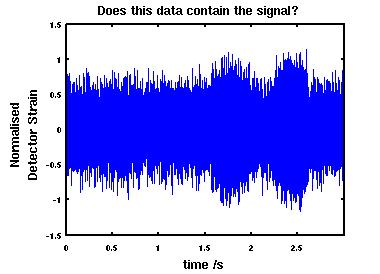 Does this data contain the signal?
1.5
1
0.5
0
-0.5
-1
-1.5
Normalised
Detector Strain
0 0.5 1 1.5 2 2.5
time /s